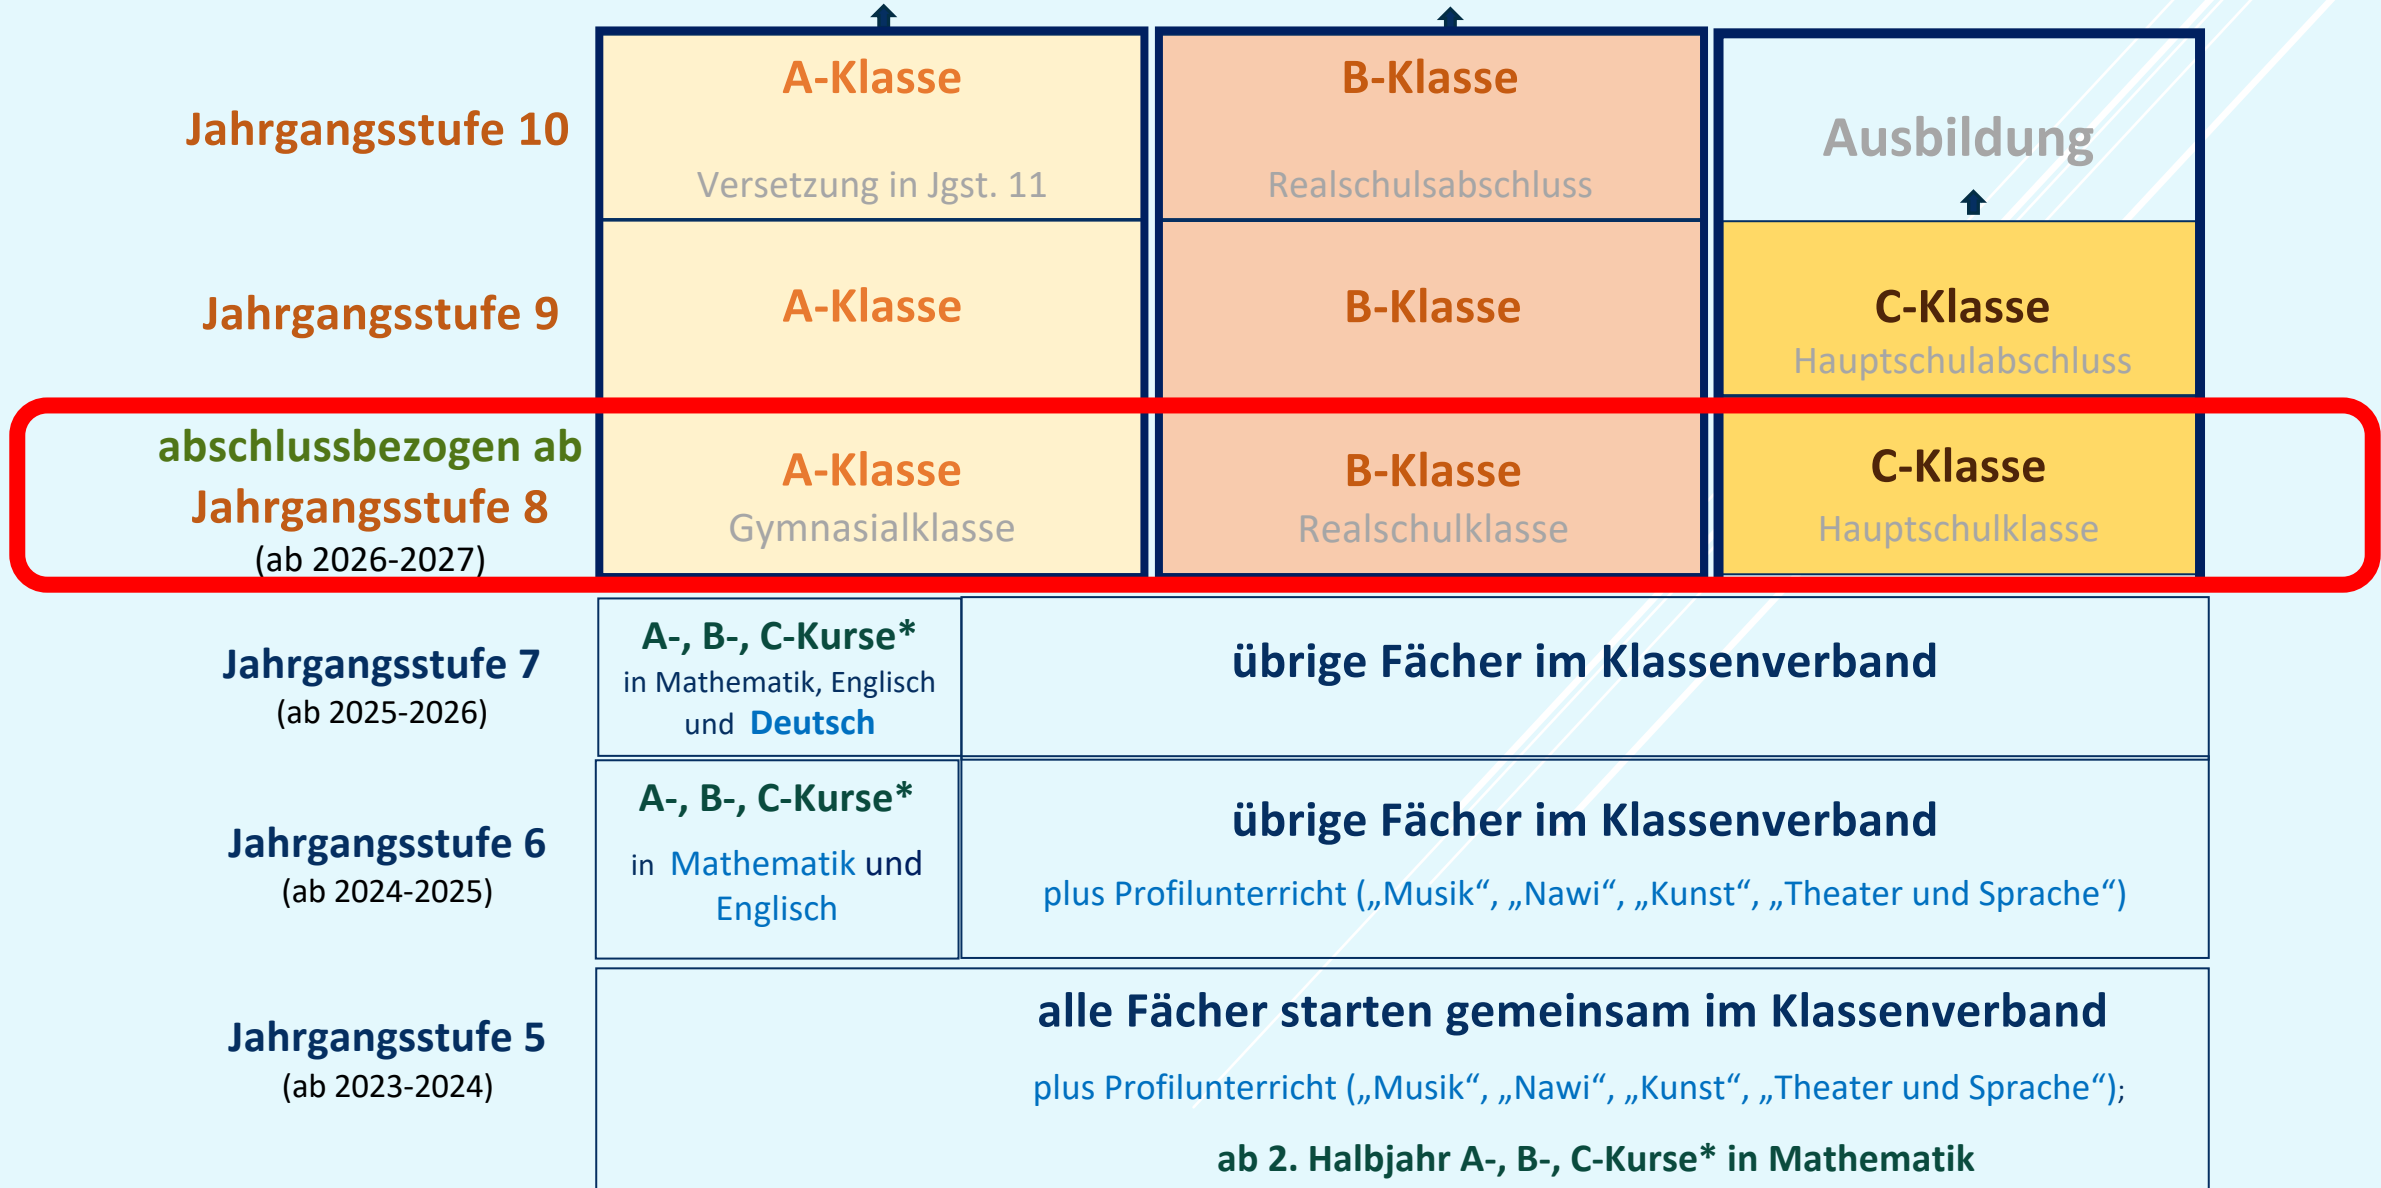 Jahrgangsstufe 10
A-Klasse
Versetzung in Jgst. 11
B-Klasse
Realschulsabschluss
Ausbildung
Jahrgangsstufe 9
A-Klasse
B-Klasse
C-Klasse
Hauptschulabschluss
abschlussbezogen ab
Jahrgangsstufe 8
(ab 2026-2027)
A-Klasse
Gymnasialklasse
B-Klasse
Realschulklasse
C-Klasse
Hauptschulklasse
Jahrgangsstufe 7
(ab 2025-2026)
A-, B-, C-Kurse*
in Mathematik, Englisch
und Deutsch
übrige Fächer im Klassenverband
Jahrgangsstufe 6
(ab 2024-2025)
A-, B-, C-Kurse*
in Mathematik und
Englisch
übrige Fächer im Klassenverband
plus Profilunterricht („Musik“, „Nawi“, „Kunst“, „Theater und Sprache“)
Jahrgangsstufe 5
(ab 2023-2024)
alle Fächer starten gemeinsam im Klassenverband
plus Profilunterricht („Musik“, „Nawi“, „Kunst“, „Theater und Sprache“);
ab 2. Halbjahr A-, B-, C-Kurse* in Mathematik